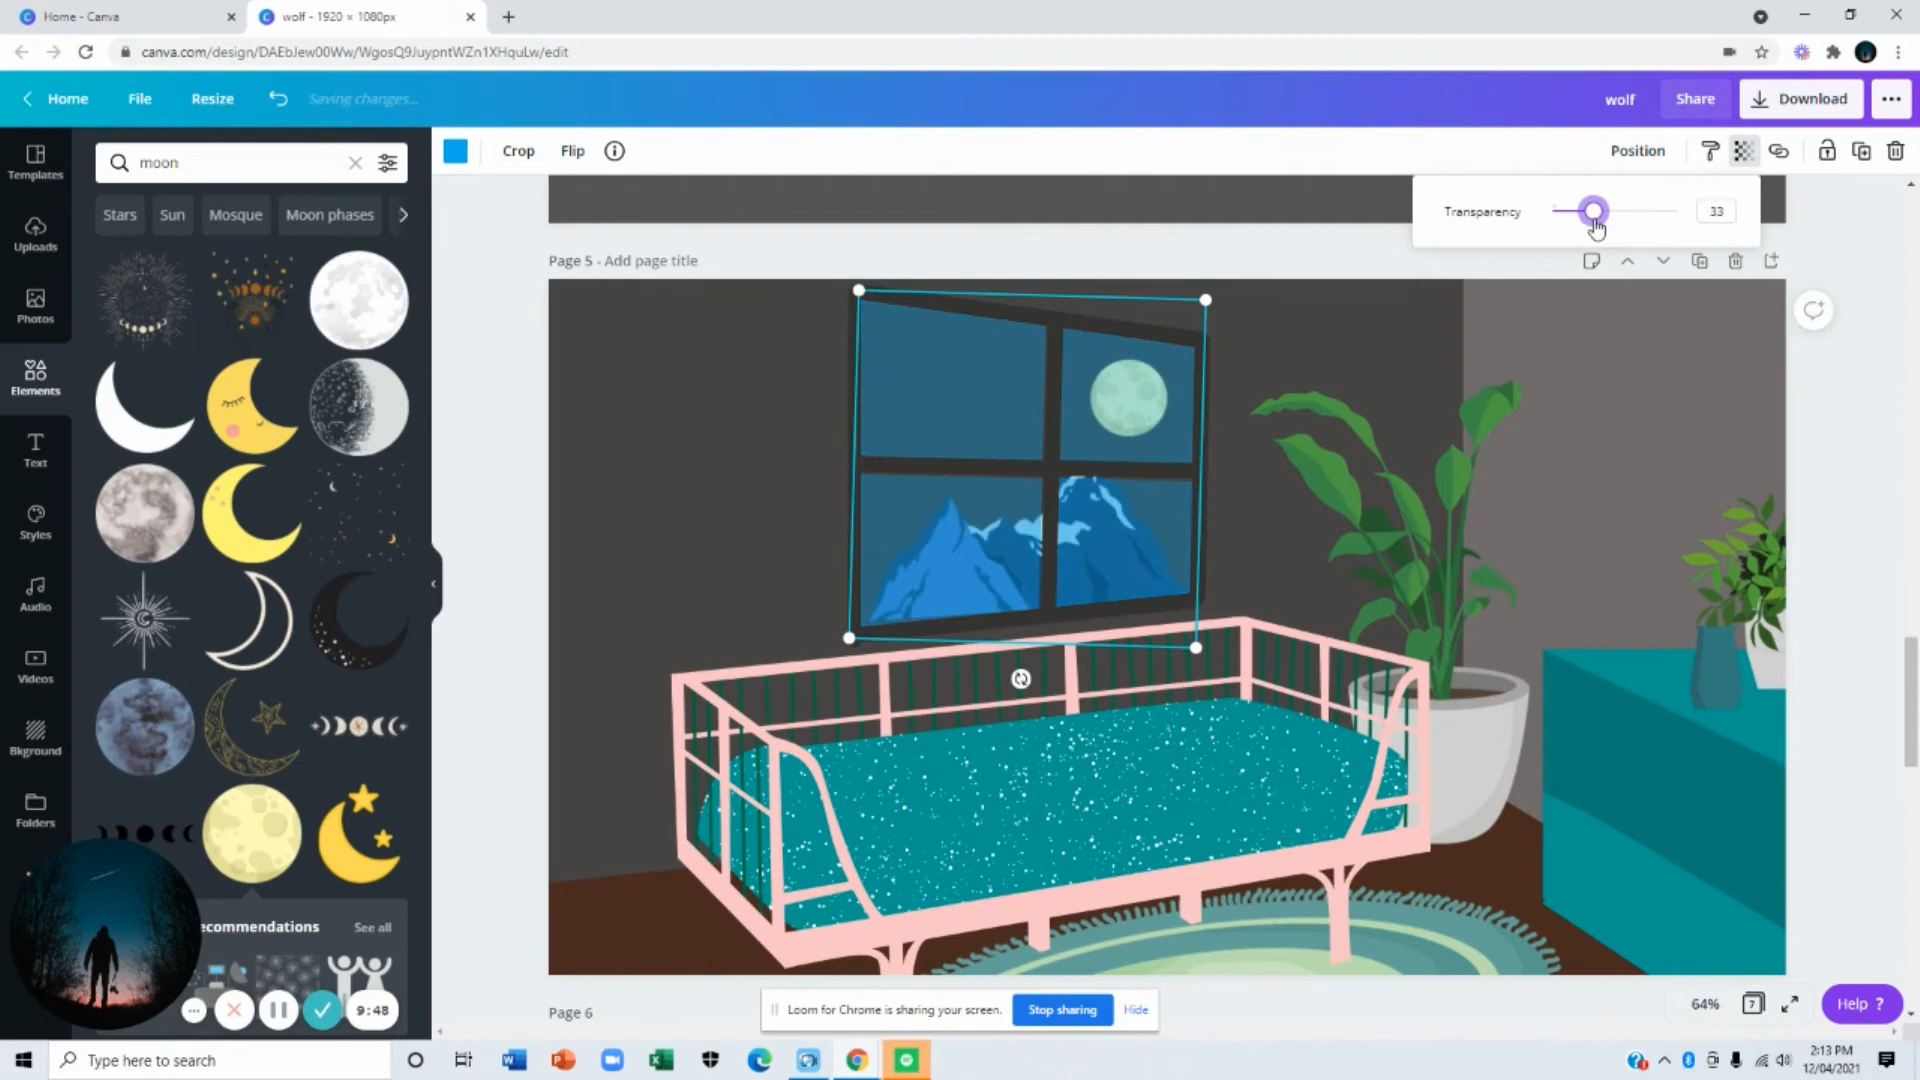 Home - Canva
wolf - 1920 × 1080px
canva.com/design/DAEbJew00Ww/WgosQ9JuypntWZn1XHquLw/edit
Home
File
Resize
Saving changes...
wolf
Share
Download
Templates
Uploads
Photos
Elements
Text
Styles
Audio
Videos
Bkground
Folders
moon
Stars
Sun
Mosque
Moon phases
Crop
Flip
Position
Transparency
33
Page 5 - Add page title
ecommendations
See all
9:48
Page 6
Loom for Chrome is sharing your screen.
Stop sharing
Hide
64%
7
Help ?
Type here to search
2:13 PM
12/04/2021